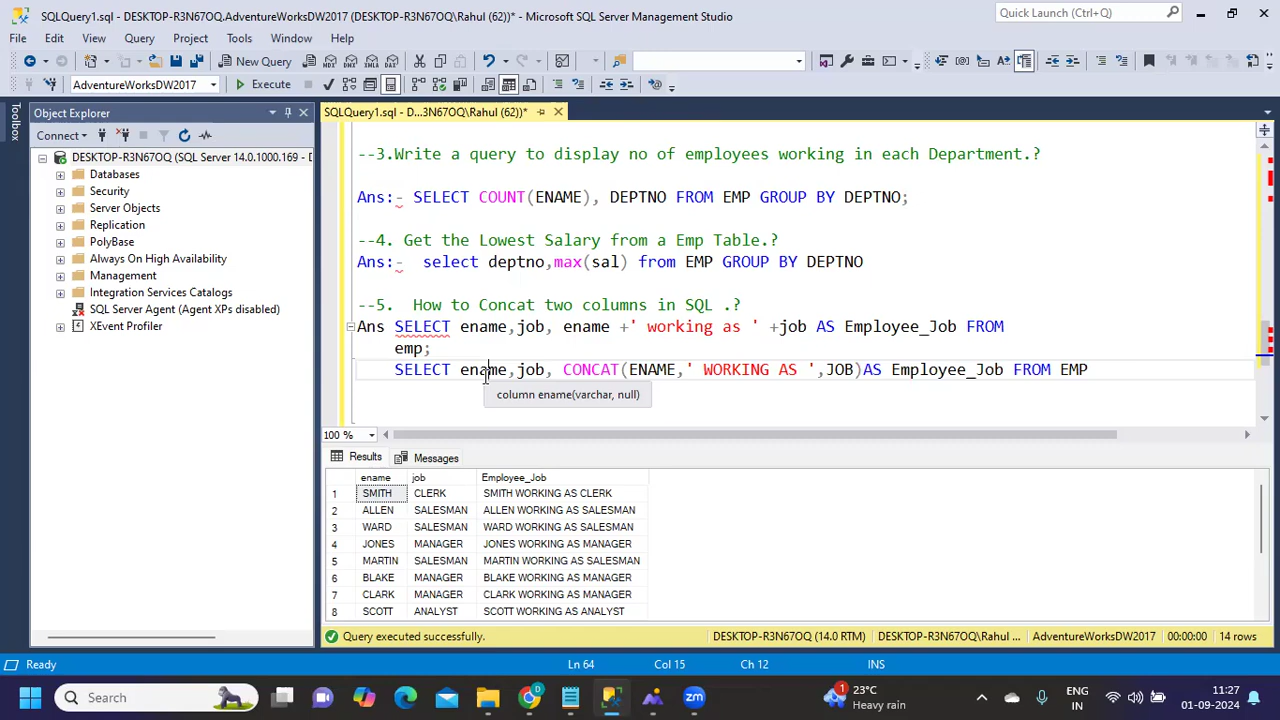 SQLQuery1.sql - DESKTOP-R3N67OQ.AdventureWorksDW2017 (DESKTOP-R3N67OQ\Rahul (62))* - Microsoft SQL Server Management Studio
Quick Launch (Ctrl+Q)
File Edit View Query Project Tools Window Help
New Query
AdventureWorksDW2017 Execute
Toolbox
Object Explorer
SQLQuery1.sql - D...3N67OQ\Rahul (62))*
Connect
DESKTOP-R3N67OQ (SQL Server 14.0.1000.169 - D
Databases
Security
Server Objects
Replication
PolyBase
Always On High Availability
Management
Integration Services Catalogs
SQL Server Agent (Agent XPs disabled)
XEvent Profiler
--3.Write a query to display no of employees working in each Department.?
Ans:- SELECT COUNT(ENAME), DEPTNO FROM EMP GROUP BY DEPTNO;
--4. Get the Lowest Salary from a Emp Table.?
Ans:- select deptno,max(sal) from EMP GROUP BY DEPTNO
--5. How to Concat two columns in SQL .?
Ans SELECT ename,job, ename +' working as ' +job AS Employee_Job FROM
emp;
SELECT ename,job, CONCAT(ENAME,' WORKING AS ',JOB)AS Employee_Job FROM EMP
column ename(varchar, null)
100 %
Results Messages
ename job Employee_Job
1 SMITH CLERK SMITH WORKING AS CLERK
2 ALLEN SALESMAN ALLEN WORKING AS SALESMAN
3 WARD SALESMAN WARD WORKING AS SALESMAN
4 JONES MANAGER JONES WORKING AS MANAGER
5 MARTIN SALESMAN MARTIN WORKING AS SALESMAN
6 BLAKE MANAGER BLAKE WORKING AS MANAGER
7 CLARK MANAGER CLARK WORKING AS MANAGER
8 SCOTT ANALYST SCOTT WORKING AS ANALYST
Query executed successfully. DESKTOP-R3N67OQ (14.0 RTM) DESKTOP-R3N67OQ\Rahul ... AdventureWorksDW2017 00:00:00 14 rows
Ready Ln 64 Col 15 Ch 12 INS
Search
1
23°C
Heavy rain
ENG
IN
11:27
01-09-2024